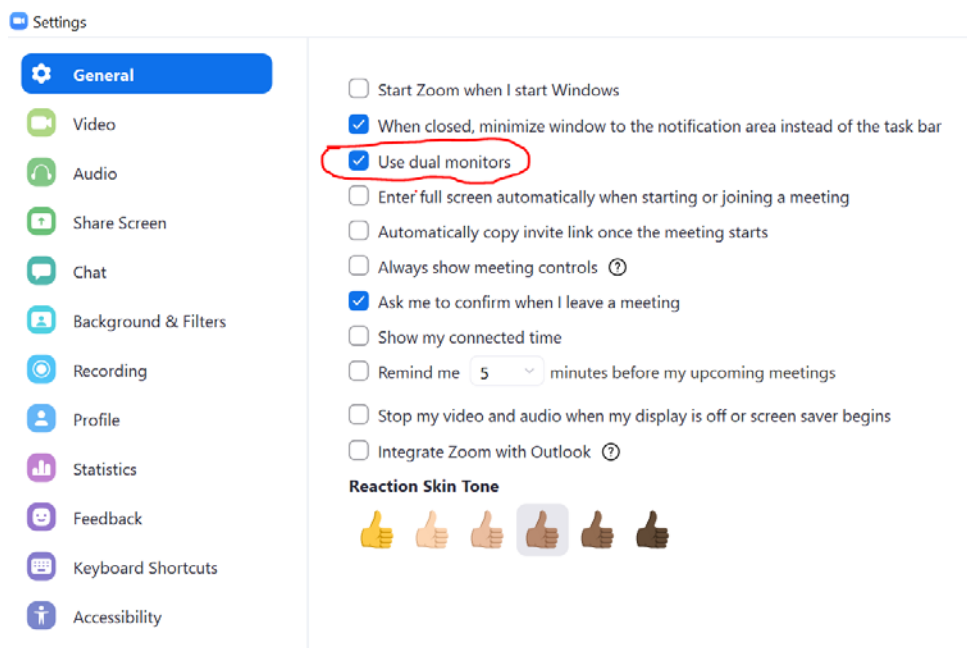 Settings
General
Video
Audio
Share Screen
Chat
Background & Filters
Recording
Profile
Statistics
Feedback
Keyboard Shortcuts
Accessibility
Start Zoom when I start Windows
When closed, minimize window to the notification area instead of the task bar
Use dual monitors
Enter full screen automatically when starting or joining a meeting
Automatically copy invite link once the meeting starts
Always show meeting controls ?
Ask me to confirm when I leave a meeting
Show my connected time
Remind me 5 minutes before my upcoming meetings
Stop my video and audio when my display is off or screen saver begins
Integrate Zoom with Outlook ?
Reaction Skin Tone